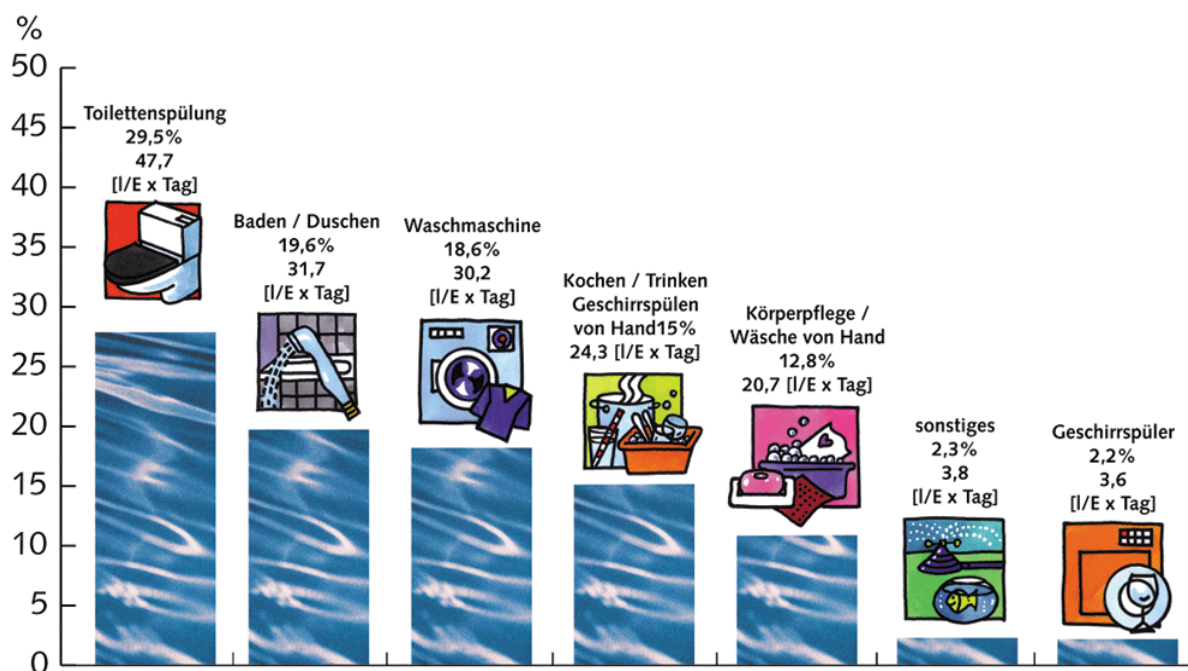 %
50
45
40
35
30
25
20
15
10
5
0
Toilettenspülung
29,5%
47,7
[l/E x Tag]
Baden / Duschen
19,6%
31,7
[l/E x Tag]
Waschmaschine
18,6%
30,2
[l/E x Tag]
Kochen / Trinken
Geschirrspülen
von Hand15%
24,3 [l/E x Tag]
Körperpflege /
Wäsche von Hand
12,8%
20,7 [l/E x Tag]
sonstiges
2,3%
3,8
[l/E x Tag]
Geschirrspüler
2,2%
3,6
[l/E x Tag]